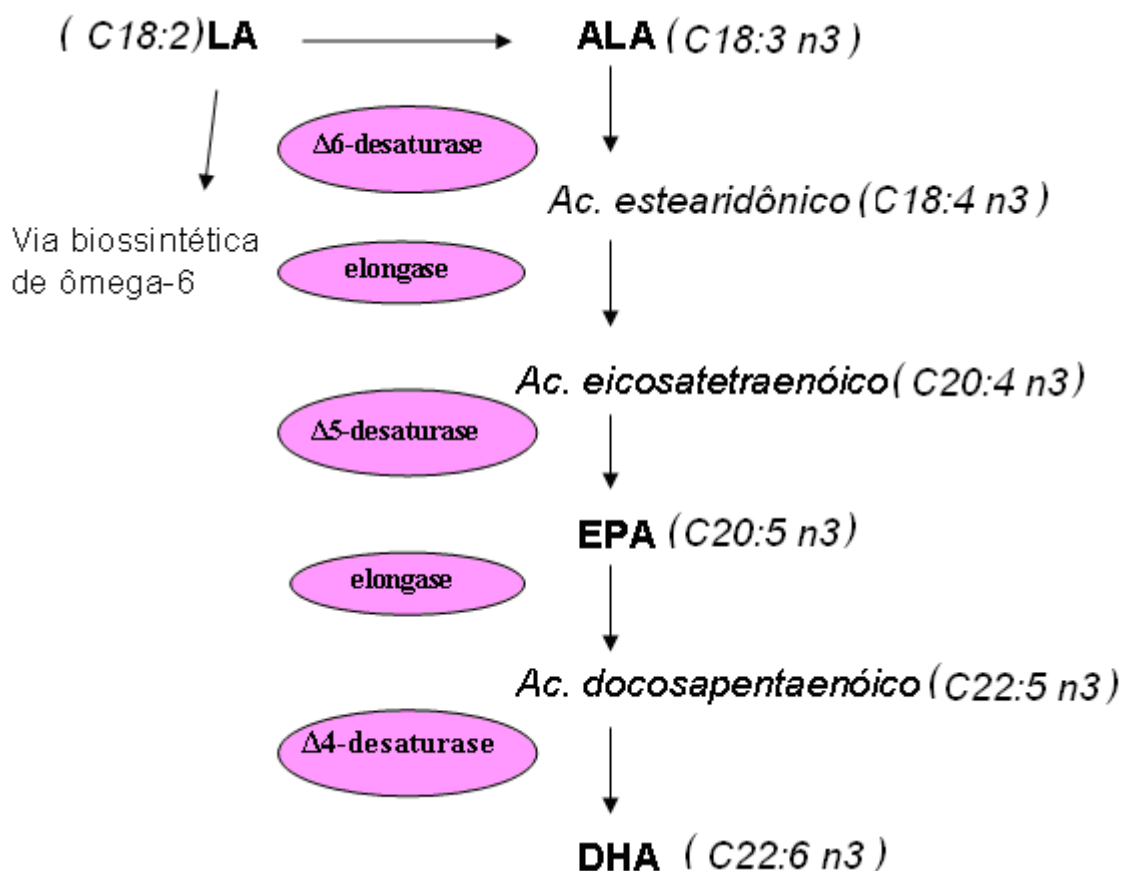 ( C18:2)LA ALA (C18:3 n3)
Δ6-desaturase
Ac. estearidônico (C18:4 n3)
Via biossintética
de ômega-6
elongase
Ac. eicosatetraenóico (C20:4 n3)
Δ5-desaturase
EPA (C20:5 n3)
elongase
Ac. docosapentaenóico (C22:5 n3)
Δ4-desaturase
DHA (C22:6 n3)